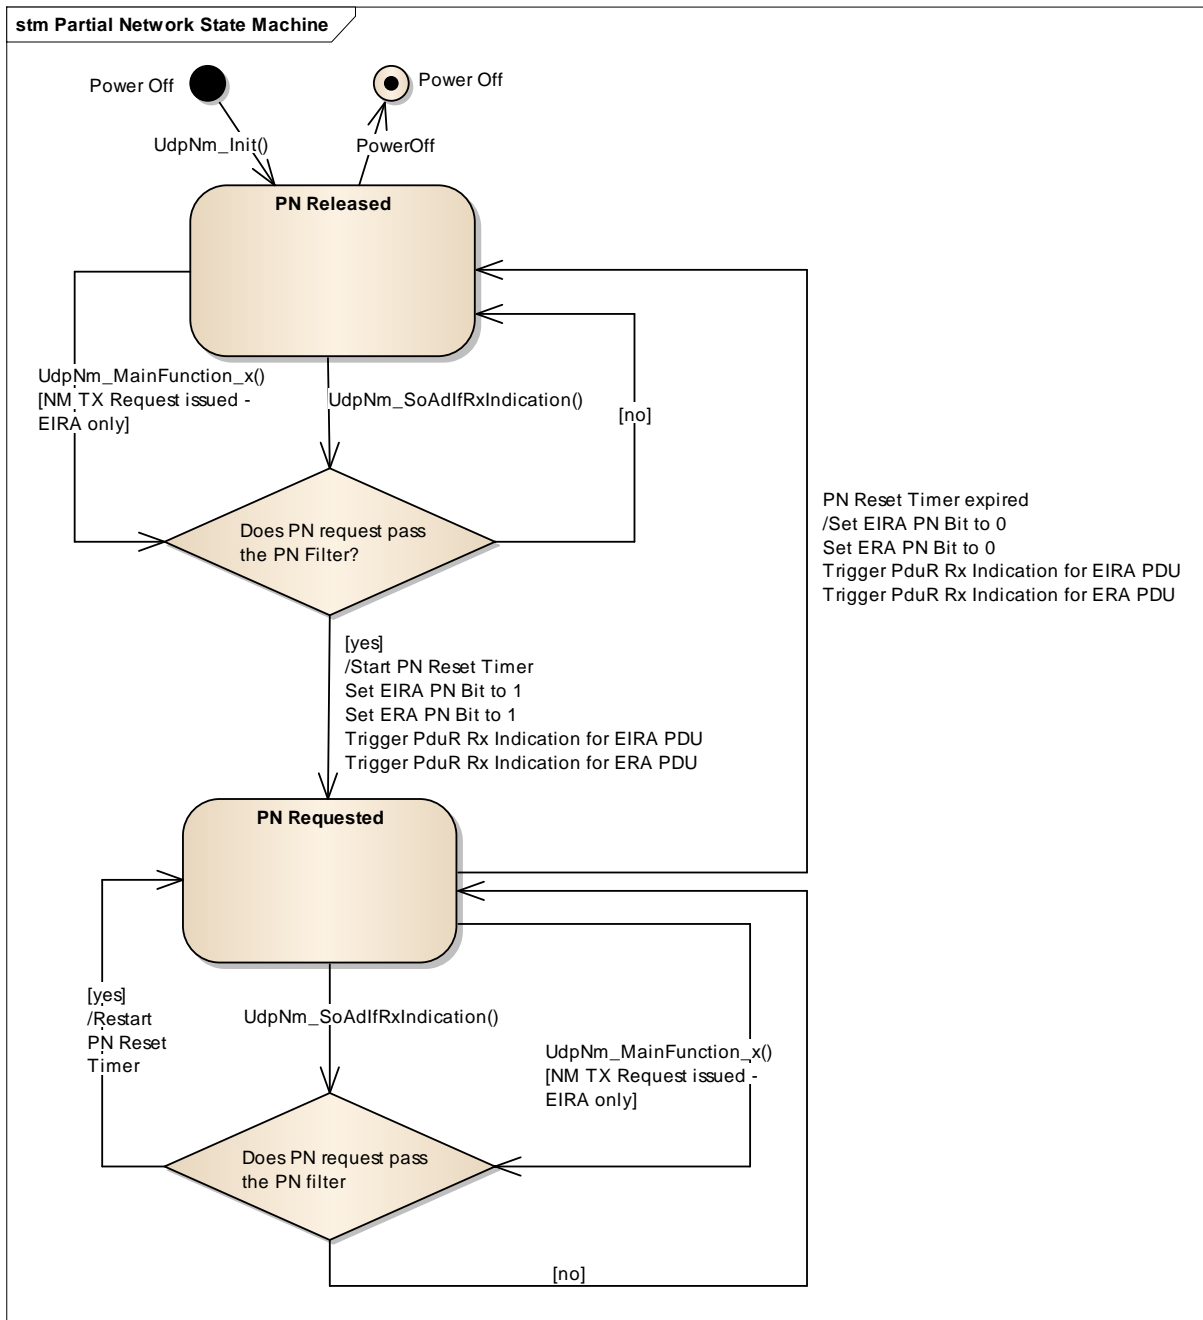 stm Partial Network State Machine
Power Off
Power Off
UdpNm_Init()
PowerOff
PN Released
UdpNm_MainFunction_x()
[NM TX Request issued -
EIRA only]
UdpNm_SoAdIfRxIndication()
[no]
Does PN request pass
the PN Filter?
PN Reset Timer expired
/Set EIRA PN Bit to 0
Set ERA PN Bit to 0
Trigger PduR Rx Indication for EIRA PDU
Trigger PduR Rx Indication for ERA PDU
[yes]
/Start PN Reset Timer
Set EIRA PN Bit to 1
Set ERA PN Bit to 1
Trigger PduR Rx Indication for EIRA PDU
Trigger PduR Rx Indication for ERA PDU
PN Requested
[yes]
/Restart
PN Reset
Timer
UdpNm_SoAdIfRxIndication()
UdpNm_MainFunction_x()
[NM TX Request issued -
EIRA only]
Does PN request pass
the PN filter
[no]